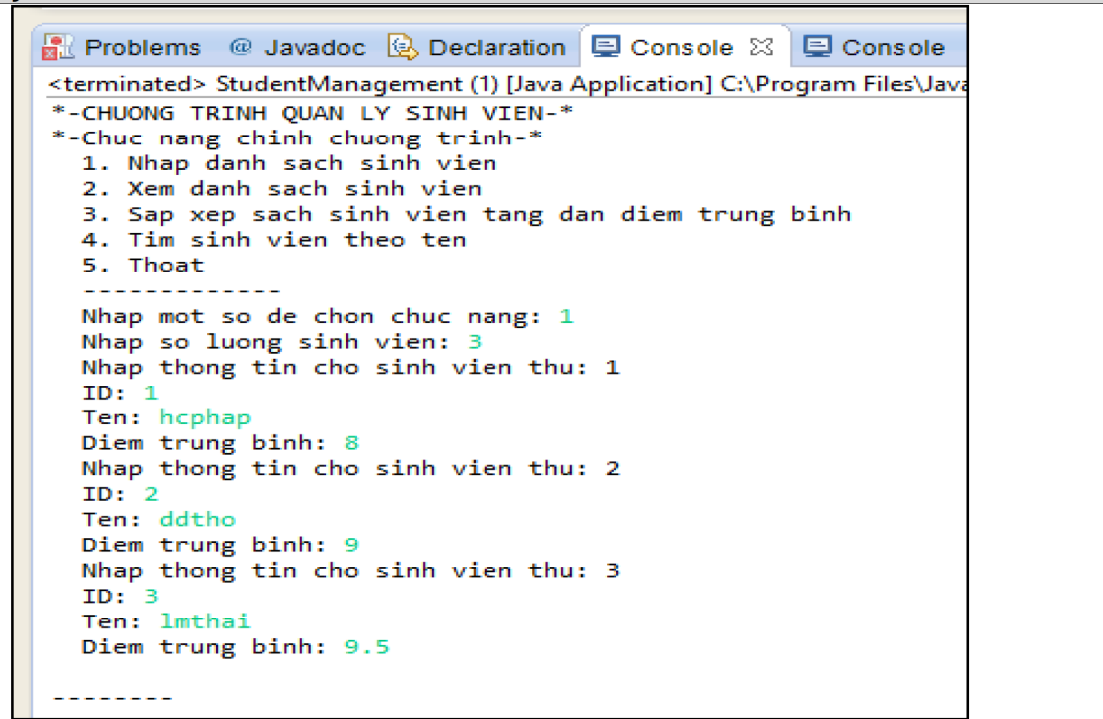 Problems @ Javadoc Declaration Console Console
<terminated> StudentManagement (1) [Java Application] C:\Program Files\Java
*-CHUONG TRINH QUAN LY SINH VIEN-*
*-Chuc nang chinh chuong trinh-*
1. Nhap danh sach sinh vien
2. Xem danh sach sinh vien
3. Sap xep sach sinh vien tang dan diem trung binh
4. Tim sinh vien theo ten
5. Thoat
-------------
Nhap mot so de chon chuc nang: 1
Nhap so luong sinh vien: 3
Nhap thong tin cho sinh vien thu: 1
ID: 1
Ten: hcphap
Diem trung binh: 8
Nhap thong tin cho sinh vien thu: 2
ID: 2
Ten: ddtho
Diem trung binh: 9
Nhap thong tin cho sinh vien thu: 3
ID: 3
Ten: lmthai
Diem trung binh: 9.5
--------